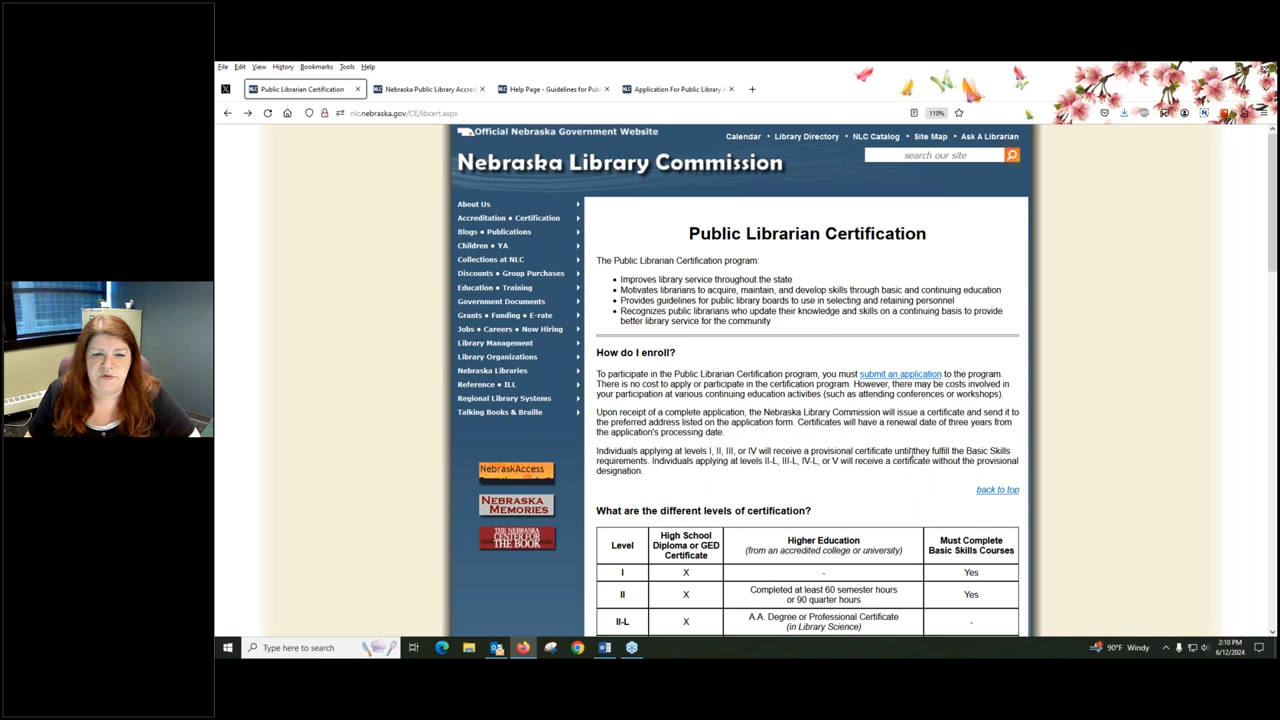 File Edit View History Bookmarks Tools Help
Public Librarian Certification
Nebraska Public Library Accred
Help Page - Guidelines for Publ
Application For Public Library A
nlc.nebraska.gov/CE/libcert.aspx
110%
Official Nebraska Government Website
Calendar • Library Directory • NLC Catalog • Site Map • Ask A Librarian
Nebraska Library Commission
search our site
About Us
Accreditation • Certification
Blogs • Publications
Children • YA
Collections at NLC
Discounts • Group Purchases
Education • Training
Government Documents
Grants • Funding • E-rate
Jobs • Careers • Now Hiring
Library Management
Library Organizations
Nebraska Libraries
Reference • ILL
Regional Library Systems
Talking Books & Braille
NebraskAccess
NEBRASKA
MEMORIES
THE NEBRASKA
CENTER FOR
THE BOOK
Public Librarian Certification
The Public Librarian Certification program:
• Improves library service throughout the state
• Motivates librarians to acquire, maintain, and develop skills through basic and continuing education
• Provides guidelines for public library boards to use in selecting and retaining personnel
• Recognizes public librarians who update their knowledge and skills on a continuing basis to provide
better library service for the community
How do I enroll?
To participate in the Public Librarian Certification program, you must submit an application to the program.
There is no cost to apply or participate in the certification program. However, there may be costs involved in
your participation at various continuing education activities (such as attending conferences or workshops).
Upon receipt of a complete application, the Nebraska Library Commission will issue a certificate and send it to
the preferred address listed on the application form. Certificates will have a renewal date of three years from
the application's processing date.
Individuals applying at levels I, II, III, or IV will receive a provisional certificate until they fulfill the Basic Skills
requirements. Individuals applying at levels II-L, III-L, IV-L, or V will receive a certificate without the provisional
designation.
back to top
What are the different levels of certification?
Level
High School
Diploma or GED
Certificate
Higher Education
(from an accredited college or university)
Must Complete
Basic Skills Courses
I X - Yes
II X Completed at least 60 semester hours
or 90 quarter hours Yes
II-L X A.A. Degree or Professional Certificate
(in Library Science) -
Type here to search
90°F Windy
2:10 PM
6/12/2024